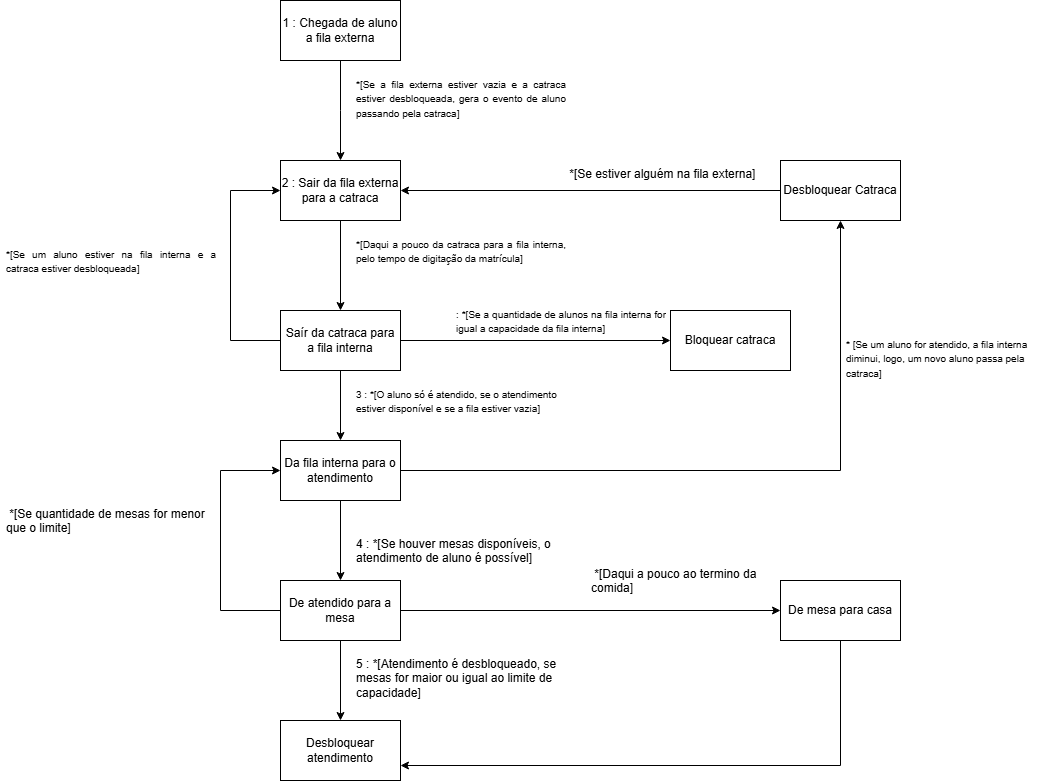 1 : Chegada de aluno
a fila externa
*[Se a fila externa estiver vazia e a catraca
estiver desbloqueada, gera o evento de aluno
passando pela catraca]
*[Se estiver alguém na fila externa]
2 : Sair da fila externa
para a catraca
Desbloquear Catraca
*[Se um aluno estiver na fila interna e a
catraca estiver desbloqueada]
*[Daqui a pouco da catraca para a fila interna,
pelo tempo de digitação da matrícula]
: *[Se a quantidade de alunos na fila interna for
igual a capacidade da fila interna]
Saír da catraca para
a fila interna
Bloquear catraca
* [Se um aluno for atendido, a fila interna
diminui, logo, um novo aluno passa pela
catraca]
3 : *[O aluno só é atendido, se o atendimento
estiver disponível e se a fila estiver vazia]
Da fila interna para o
atendimento
*[Se quantidade de mesas for menor
que o limite]
4 : *[Se houver mesas disponíveis, o
atendimento de aluno é possível]
*[Daqui a pouco ao termino da
comida]
De atendido para a
mesa
De mesa para casa
5 : *[Atendimento é desbloqueado, se
mesas for maior ou igual ao limite de
capacidade]
Desbloquear
atendimento